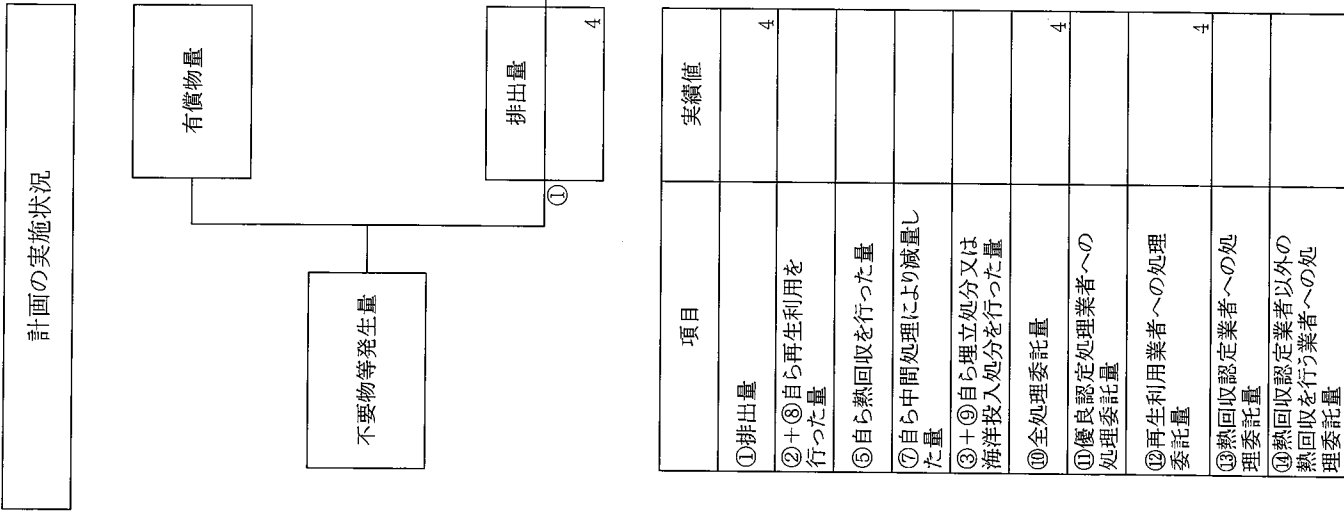 計画の実施状況
不要物等発生量
有償物量
①
排出量
4
項目
実績値
①排出量
4
②+⑧自ら再生利用を
行った量
⑤自ら熱回収を行った量
⑦自ら中間処理により減量し
た量
③+⑨自ら埋立処分又は
海洋投入処分を行った量
⑩全処理委託量
4
⑪優良認定処理業者への
処理委託量
⑫再生利用業者への処理
委託量
4
⑬熱回収認定業者への処
理委託量
⑭熱回収認定業者以外の
熱回収を行う業者への処
理委託量